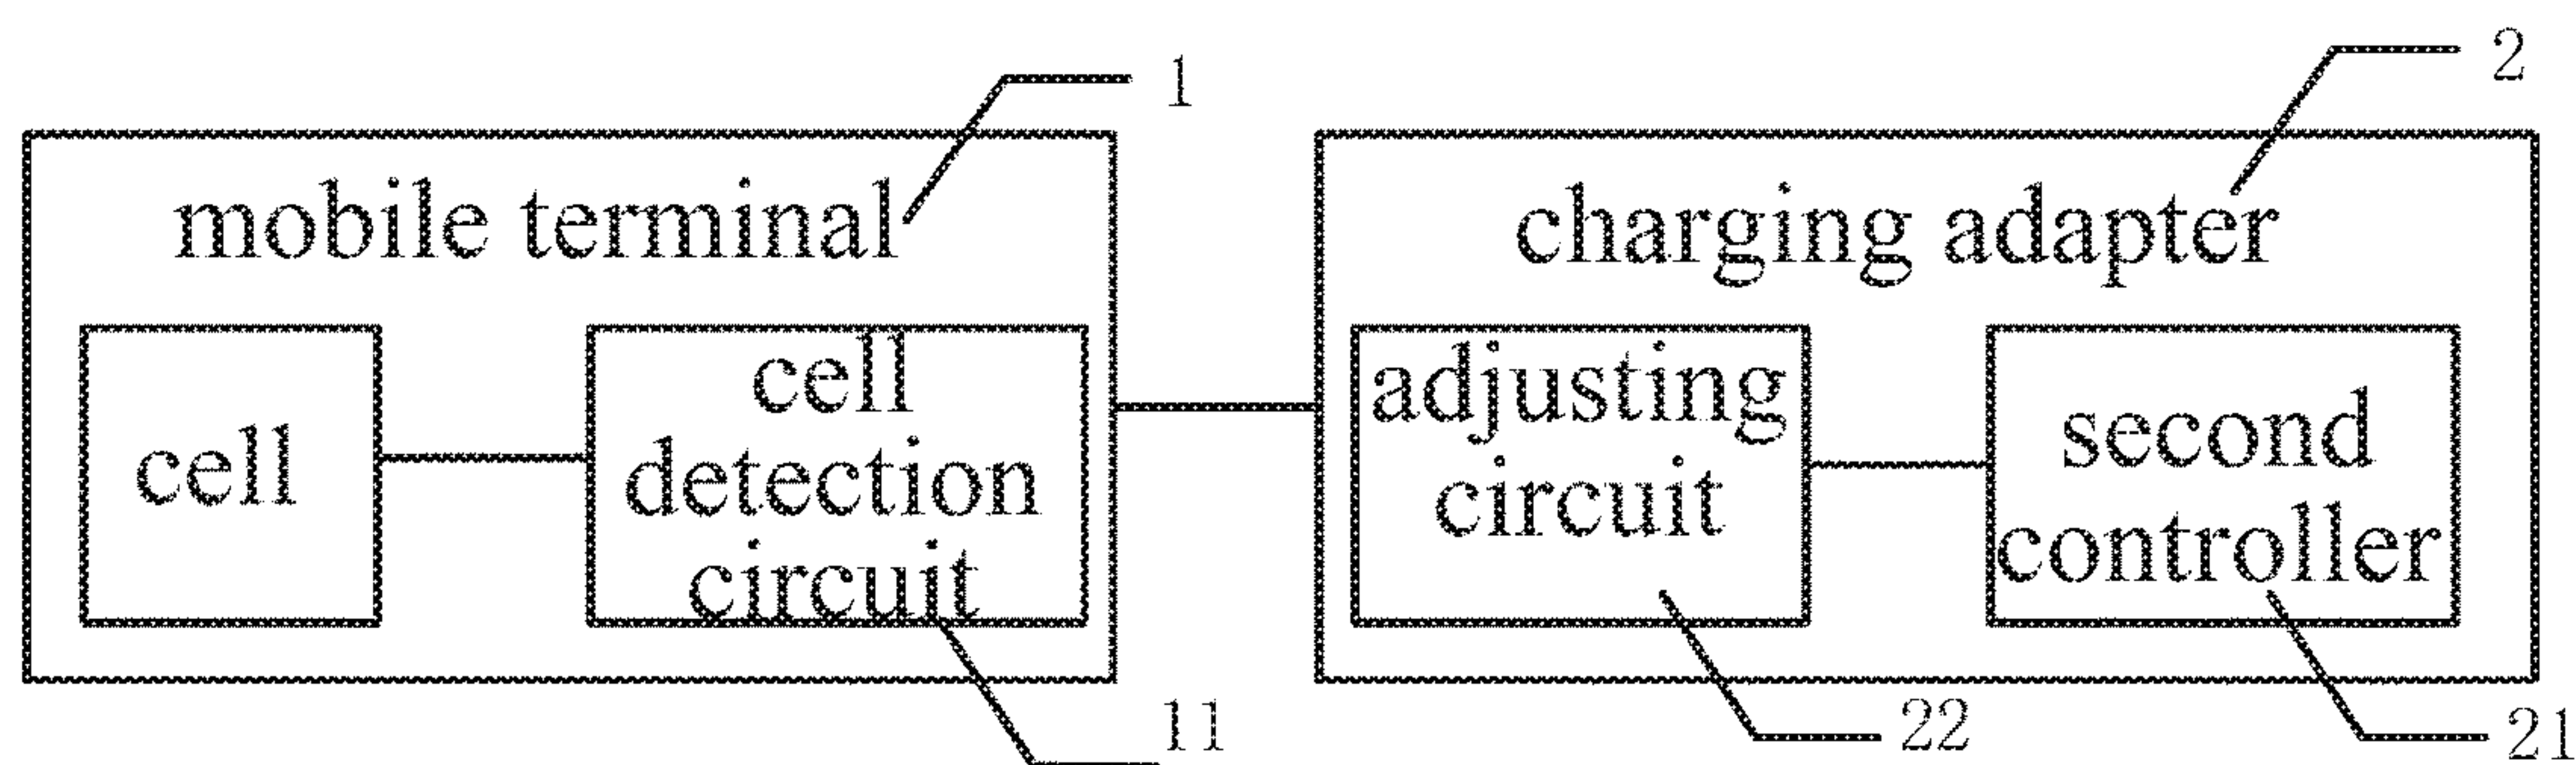 1
2
mobile terminal
charging adapter
cell
cell
detection
circuit
adjusting
circuit
second
controller
11
22
21